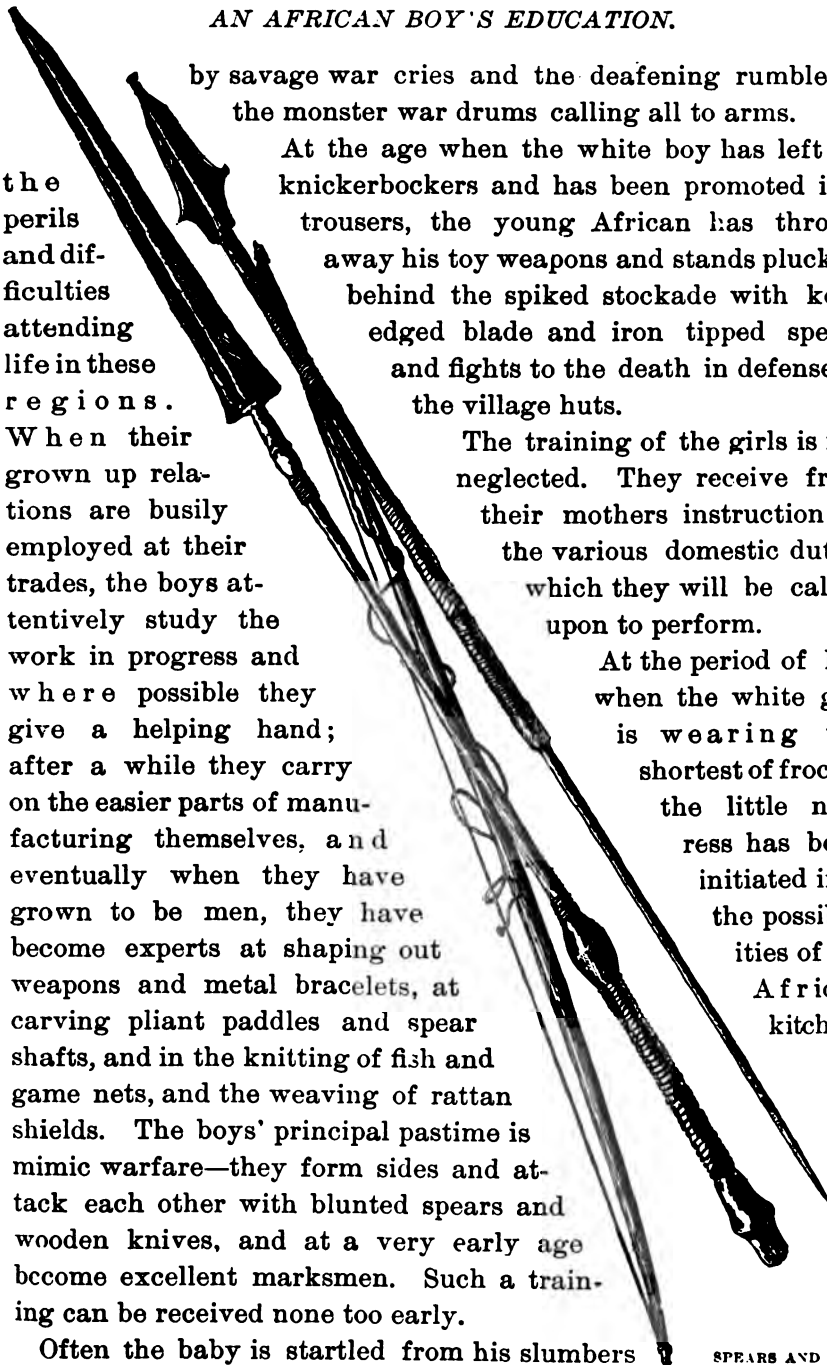 AN AFRICAN BOY'S EDUCATION.
the
perils
and dif-
ficulties
attending
life in these
regions.
When their
grown up rela-
tions are busily
employed at their
trades, the boys at-
tentively study the
work in progress and
where possible they
give a helping hand;
after a while they carry
on the easier parts of manu-
facturing themselves, and
eventually when they have
grown to be men, they have
become experts at shaping out
weapons and metal bracelets, at
carving pliant paddles and spear
shafts, and in the knitting of fish and
game nets, and the weaving of rattan
shields. The boys' principal pastime is
mimic warfare—they form sides and at-
tack each other with blunted spears and
wooden knives, and at a very early age
become excellent marksmen. Such a train-
ing can be received none too early.
Often the baby is startled from his slumbers
by savage war cries and the deafening rumble
the monster war drums calling all to arms.
At the age when the white boy has left
knickerbockers and has been promoted i
trousers, the young African has thro
away his toy weapons and stands pluck
behind the spiked stockade with ke
edged blade and iron tipped spe
and fights to the death in defense
the village huts.
The training of the girls is
neglected. They receive fr
their mothers instruction
the various domestic dut
which they will be cal
upon to perform.
At the period of
when the white g
is wearing
shortest of froc
the little n
ress has be
initiated i
the possi
ities of
Afric
kitch
SPEARS AND